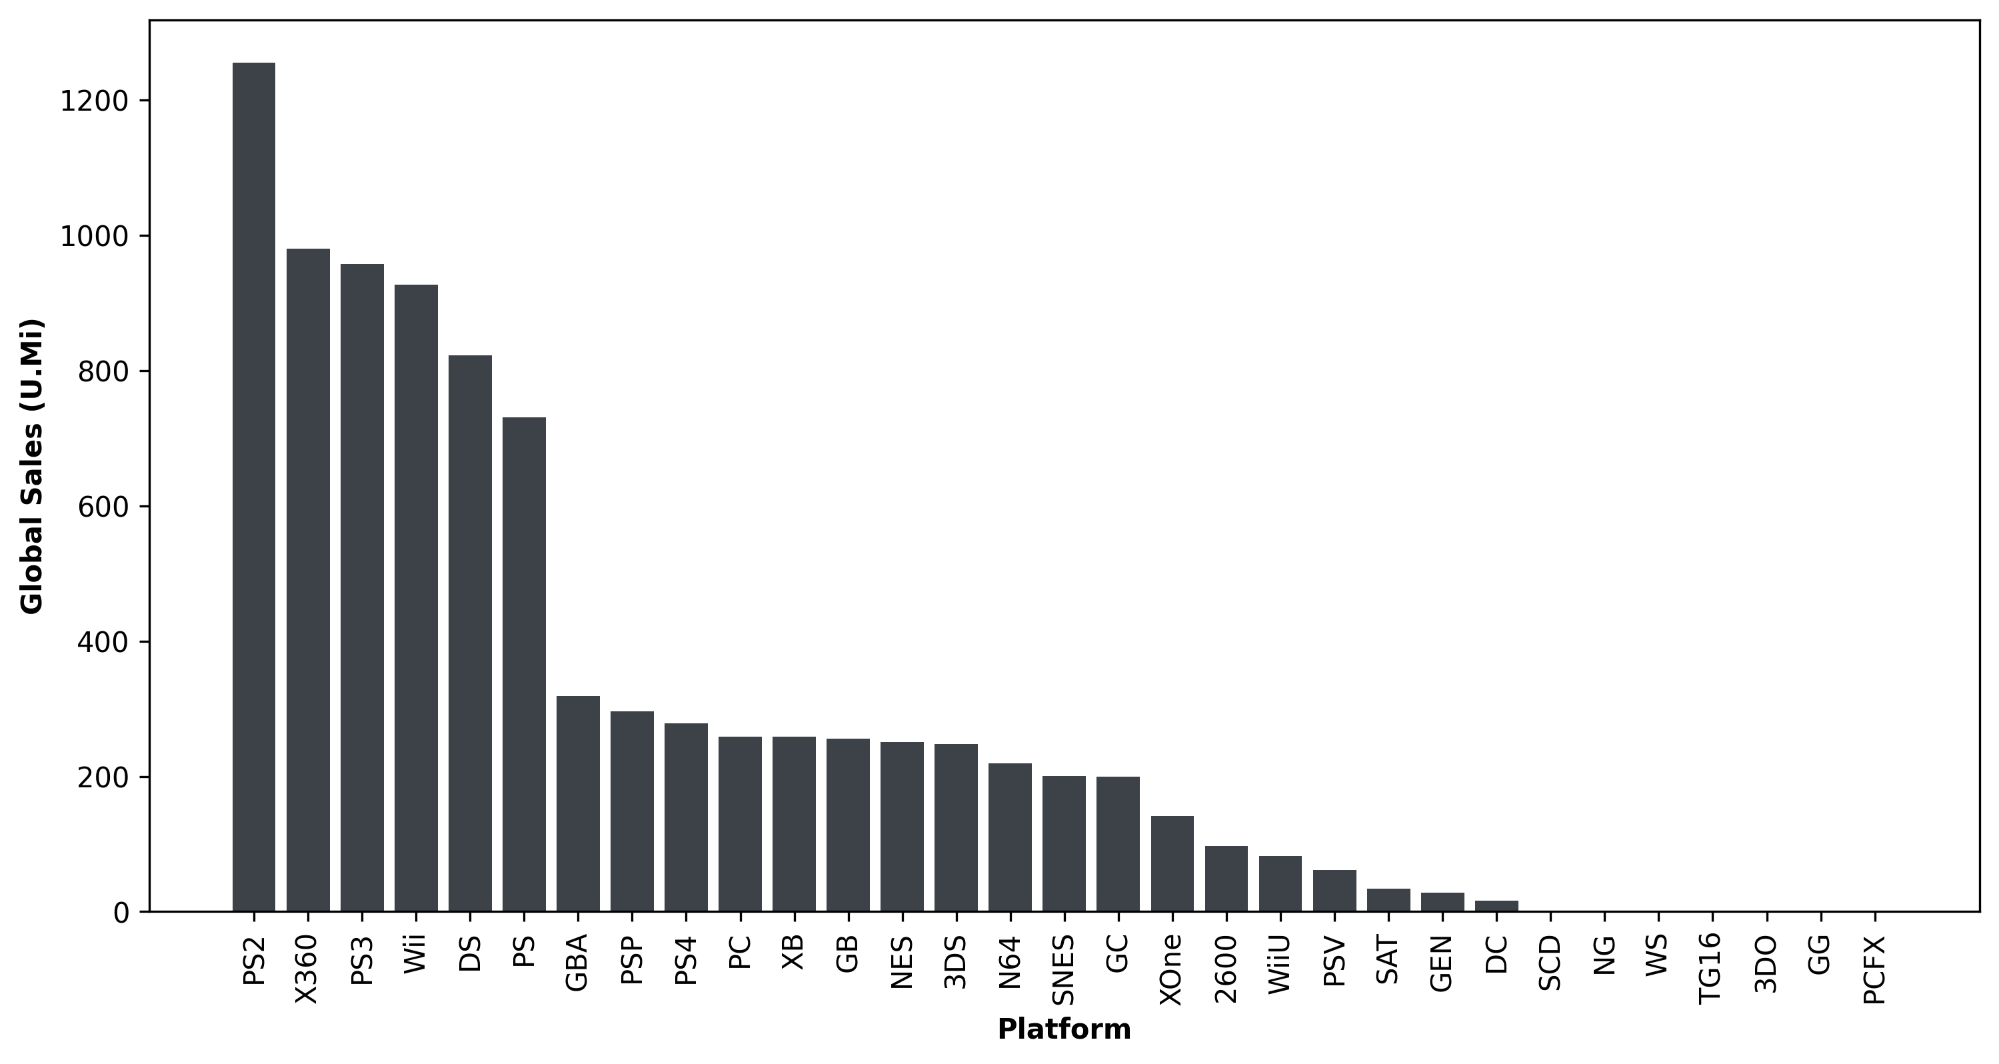 Global Sales (U.Mi)
1200
1000
800
600
400
200
0
PS2
X360
PS3
Wii
DS
PS
GBA
PSP
PS4
PC
XB
GB
NES
3DS
N64
SNES
GC
XOne
2600
WiiU
PSV
SAT
GEN
DC
SCD
NG
WS
TG16
3DO
GG
PCFX
Platform